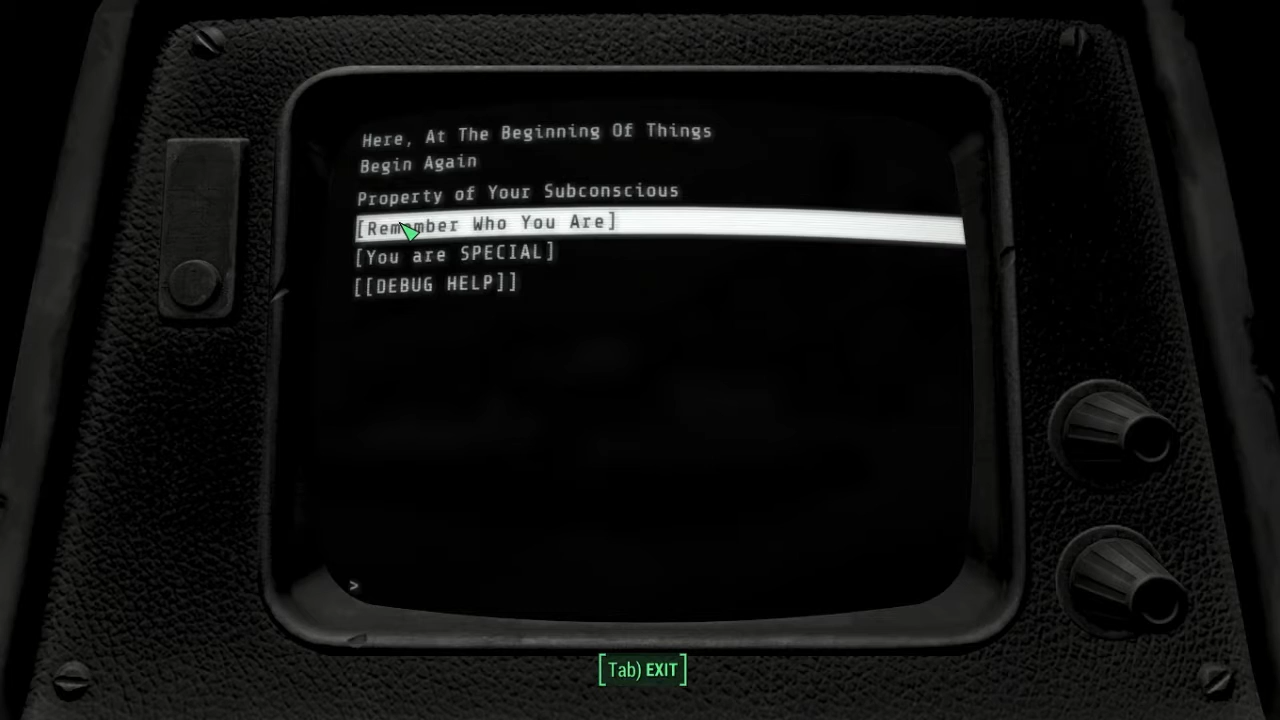 Here, At The Beginning Of Things
Begin Again
Property of Your Subconscious
[Remember Who You Are]
[You are SPECIAL]
[[DEBUG HELP]]
>
[Tab) EXIT]